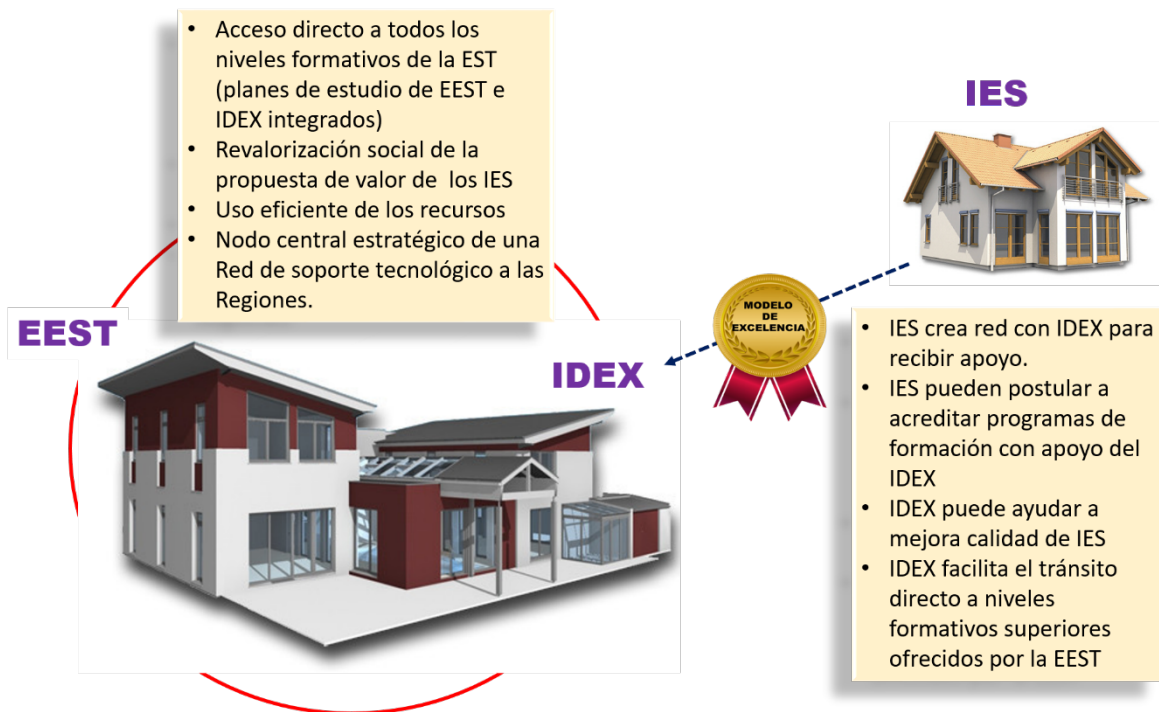 • Acceso directo a todos los
niveles formativos de la EST
(planes de estudio de EEST e
IDEX integrados)
• Revalorización social de la
propuesta de valor de los IES
• Uso eficiente de los recursos
• Nodo central estratégico de una
Red de soporte tecnológico a las
Regiones.
EEST
IDEX
IES
MODELO
DE
EXCELENCIA
• IES crea red con IDEX para
recibir apoyo.
• IES pueden postular a
acreditar programas de
formación con apoyo del
IDEX
• IDEX puede ayudar a
mejora calidad de IES
• IDEX facilita el tránsito
directo a niveles
formativos superiores
ofrecidos por la EEST